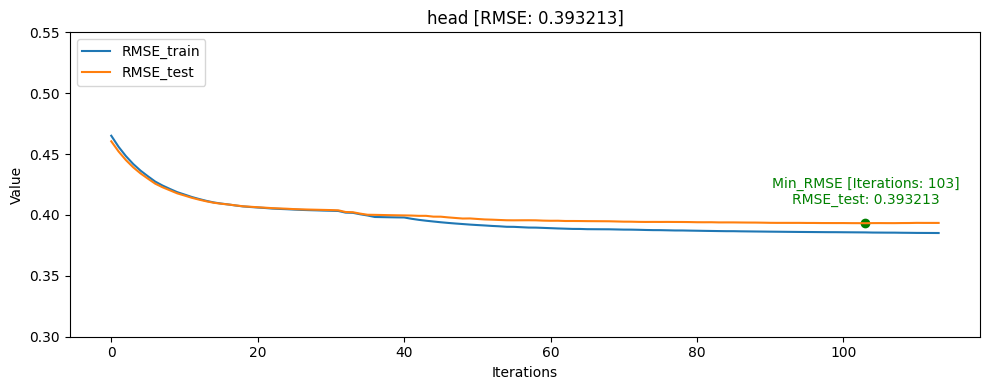 head [RMSE: 0.393213]
0.55
0.50
0.45
0.40
0.35
0.30
Value
RMSE_train
RMSE_test
Min_RMSE [Iterations: 103]
RMSE_test: 0.393213
0 20 40 60 80 100
Iterations